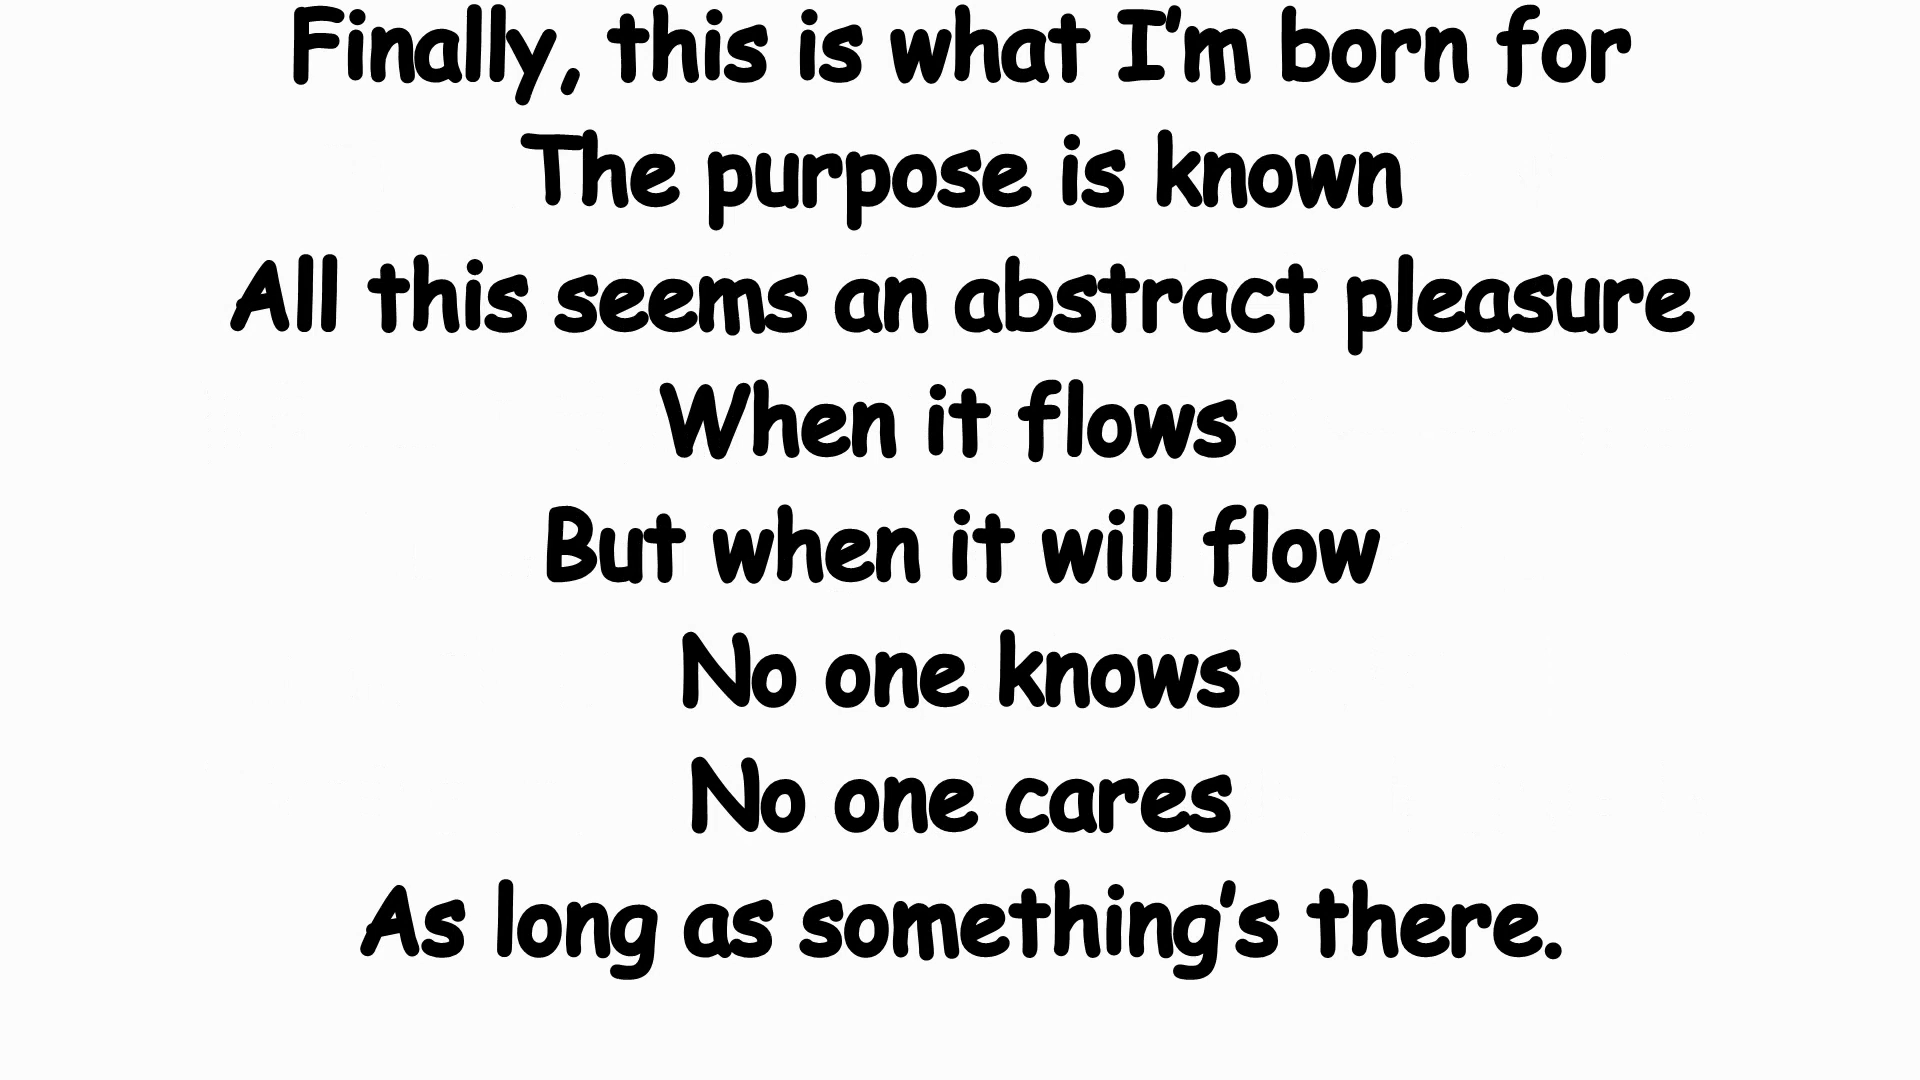 Finally, this is what I'm born for
The purpose is known
All this seems an abstract pleasure
When it flows
But when it will flow
No one knows
No one cares
As long as something's there.